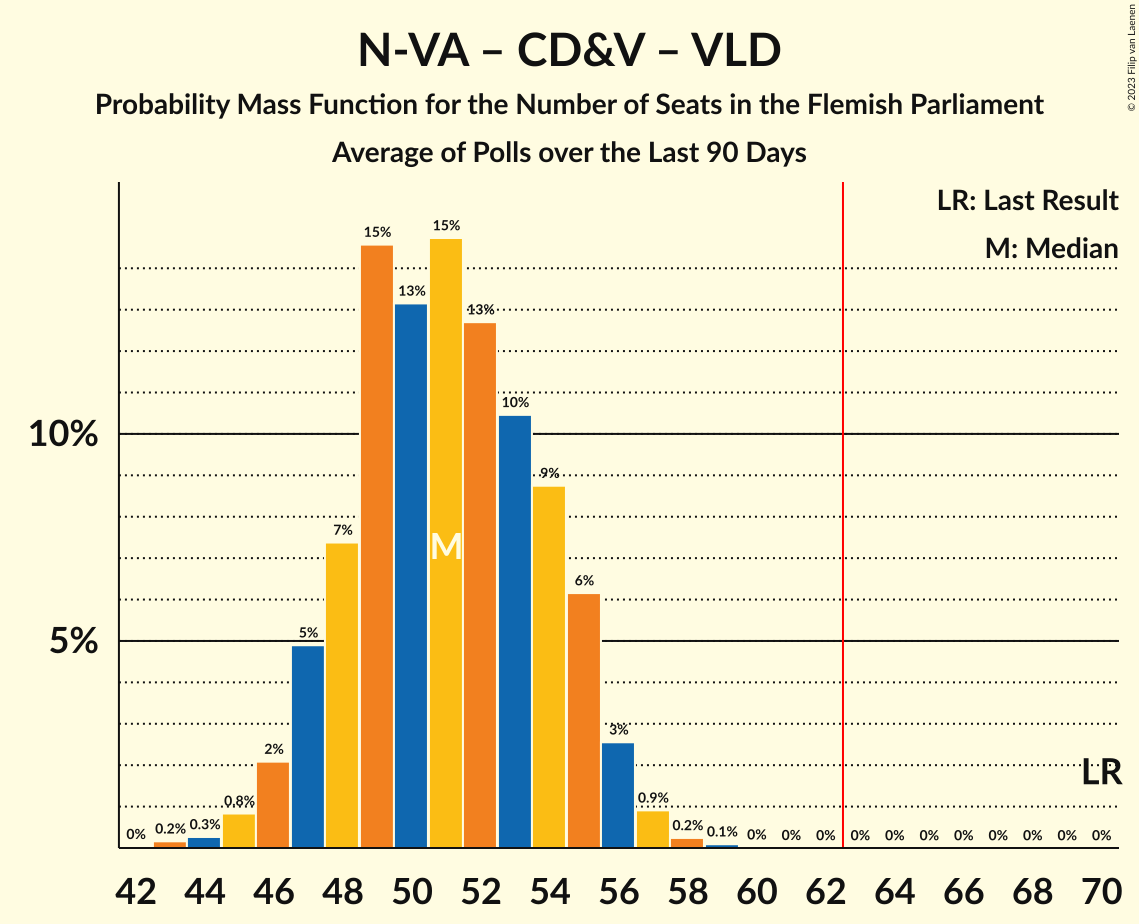 N-VA – CD&V – VLD
Probability Mass Function for the Number of Seats in the Flemish Parliament
Average of Polls over the Last 90 Days
© 2023 Filip van Laenen
LR: Last Result
M: Median
15%
15%
13%
13%
10%
10%
9%
7%
M
6%
5%
5%
3%
2%
LR
0% 0.2% 0.3% 0.8% 0.9% 0.2% 0.1% 0% 0% 0% 0% 0% 0% 0% 0% 0% 0% 0%
42 44 46 48 50 52 54 56 58 60 62 64 66 68 70